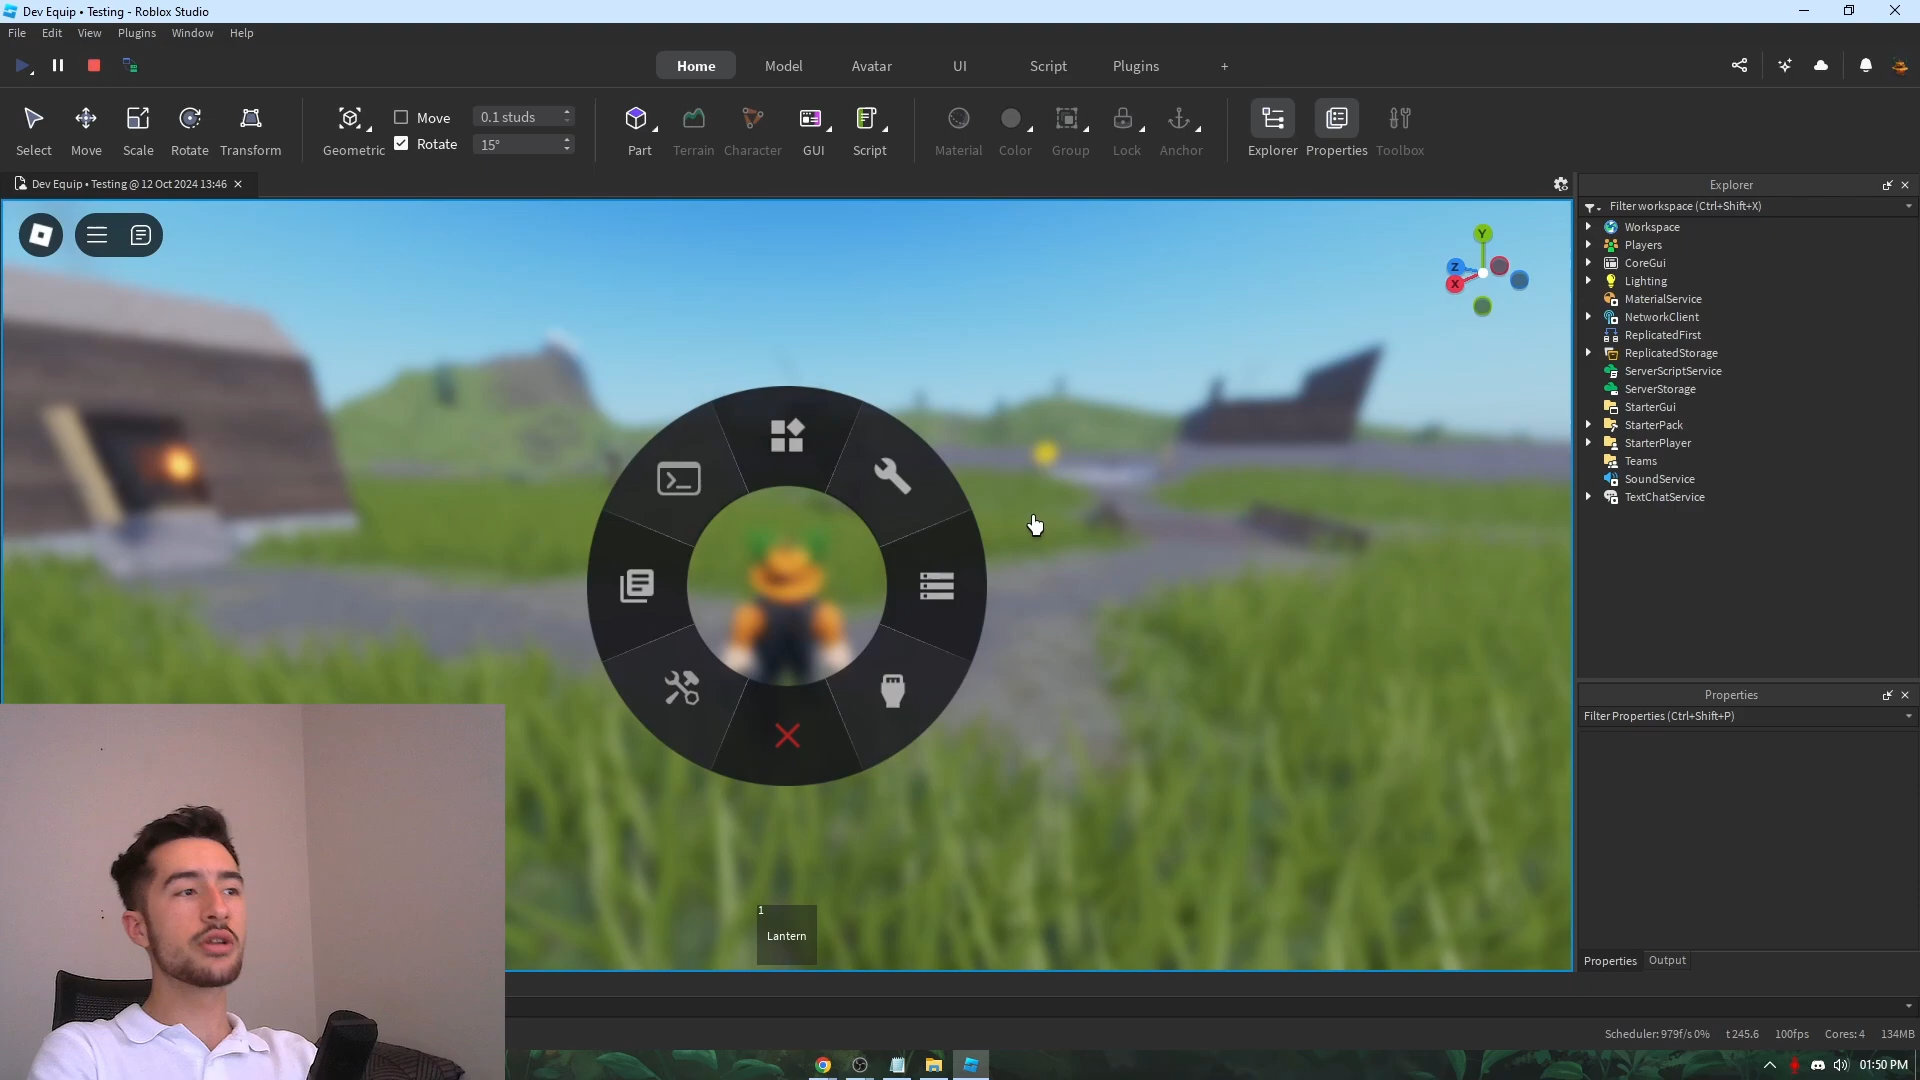 Dev Equip • Testing - Roblox Studio
File Edit View Plugins Window Help
Home Model Avatar UI Script Plugins +
Select Move Scale Rotate Transform
Geometric
Move 0.1 studs
Rotate 15°
Part Terrain Character GUI Script
Material Color Group Lock Anchor
Explorer Properties Toolbox
Dev Equip • Testing @ 12 Oct 2024 13:46
Y
Z
X
1
Lantern
Explorer
Filter workspace (Ctrl+Shift+X)
Workspace
Players
CoreGui
Lighting
MaterialService
NetworkClient
ReplicatedFirst
ReplicatedStorage
ServerScriptService
ServerStorage
StarterGui
StarterPack
StarterPlayer
Teams
SoundService
TextChatService
Properties
Filter Properties (Ctrl+Shift+P)
Properties Output
Scheduler: 979f/s 0% t 245.6 100fps Cores: 4 134MB
01:50 PM